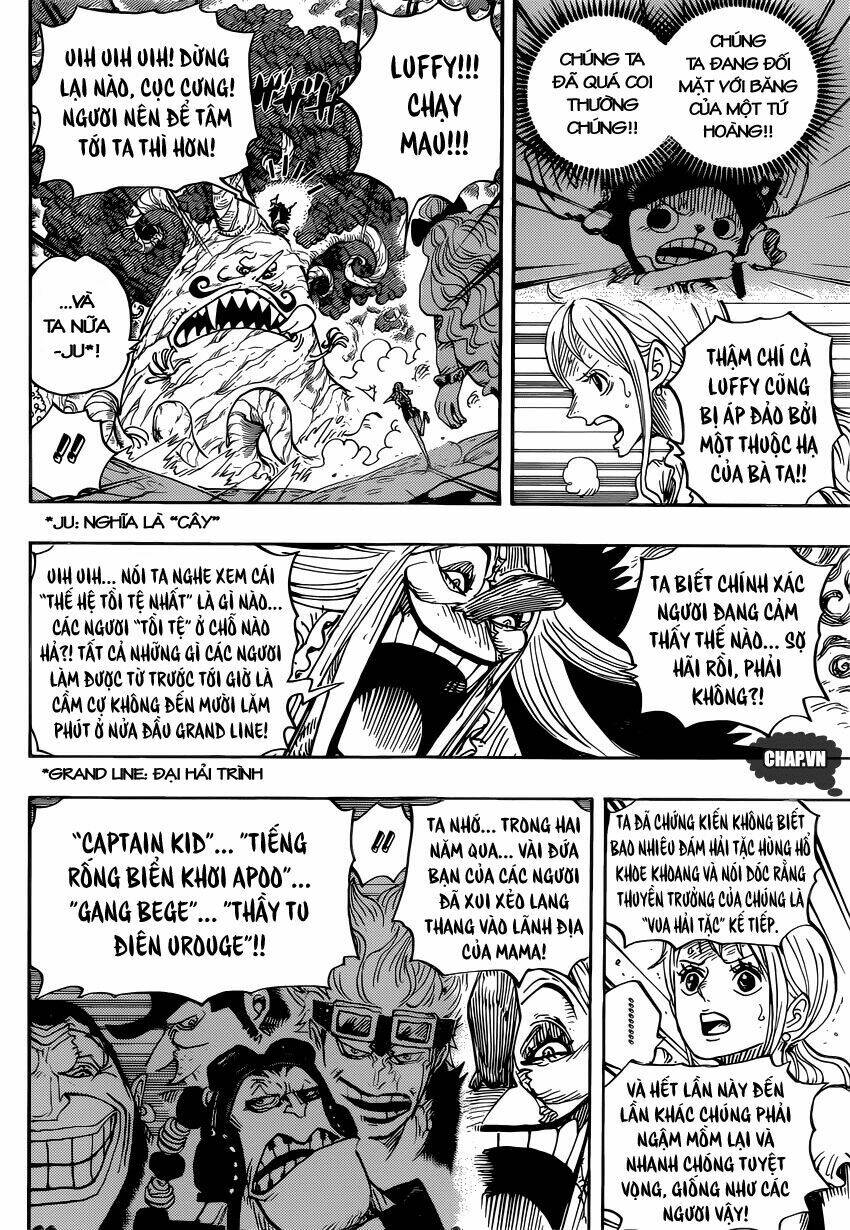 CHÚNG
TA ĐANG ĐỐI
MẶT VỚI BĂNG
CỦA MỘT TỨ
HOÀNG!!
CHÚNG TA
ĐÃ QUÁ COI
THƯỜNG
CHÚNG!!
LUFFY!!!
CHẠY
MAU!!!
UIH UIH UIH! DỪNG
LẠI NÀO, CỤC CƯNG!
NGƯỜI NÊN ĐỂ TÂM
TỚI TA THÌ HƠN!
...VÀ
TA NỮA
-JU*!
!!
THẬM CHÍ CẢ
LUFFY CŨNG
BỊ ÁP ĐẢO BỞI
MỘT THUỘC HẠ
CỦA BÀ TA!!
*JU: NGHĨA LÀ "CÂY"
TA BIẾT CHÍNH XÁC
NGƯỜI ĐANG CẢM
THẤY THẾ NÀO... SỢ
HÃI RỒI, PHẢI
KHÔNG?!
UIH UIH... NÓI TA NGHE XEM CÁI
"THẾ HỆ TỒI TỆ NHẤT" LÀ GÌ NÀO...
CÁC NGƯỜI "TỒI TỆ" Ở CHỖ NÀO
HẢ?! TẤT CẢ NHỮNG GÌ CÁC NGƯỜI
LÀM ĐƯỢC TỪ TRƯỚC TỚI GIỜ LÀ
CẦM CỰ KHÔNG ĐẾN MƯỜI LĂM
PHÚT Ở NỬA ĐẦU GRAND LINE!
CHAP.VN
*GRAND LINE: ĐẠI HẢI TRÌNH
TA ĐÃ CHỨNG KIẾN KHÔNG BIẾT
BAO NHIÊU ĐÁM HẢI TẶC HÙNG HỔ
KHOE KHOANG VÀ NÓI DÓC RẰNG
THUYỀN TRƯỞNG CỦA CHÚNG LÀ
"VUA HẢI TẶC" KẾ TIẾP.
VÀ HẾT LẦN NÀY ĐẾN
LẦN KHÁC CHÚNG PHẢI
NGẬM MỒM LẠI VÀ
NHANH CHÓNG TUYỆT
VỌNG, GIỐNG NHƯ CÁC
NGƯỜI VẬY!
TA NHỚ... TRONG HAI
NĂM QUA... VÀI ĐỨA
BẠN CỦA CÁC NGƯỜI
ĐÃ XUI XẺO LANG
THANG VÀO LÃNH ĐỊA
CỦA MAMA!
!!
"CAPTAIN KID"... "TIẾNG
RỐNG BIỂN KHƠI APOO"...
"GANG BEGE"... "THẦY TU
ĐIÊN UROUGE"!!